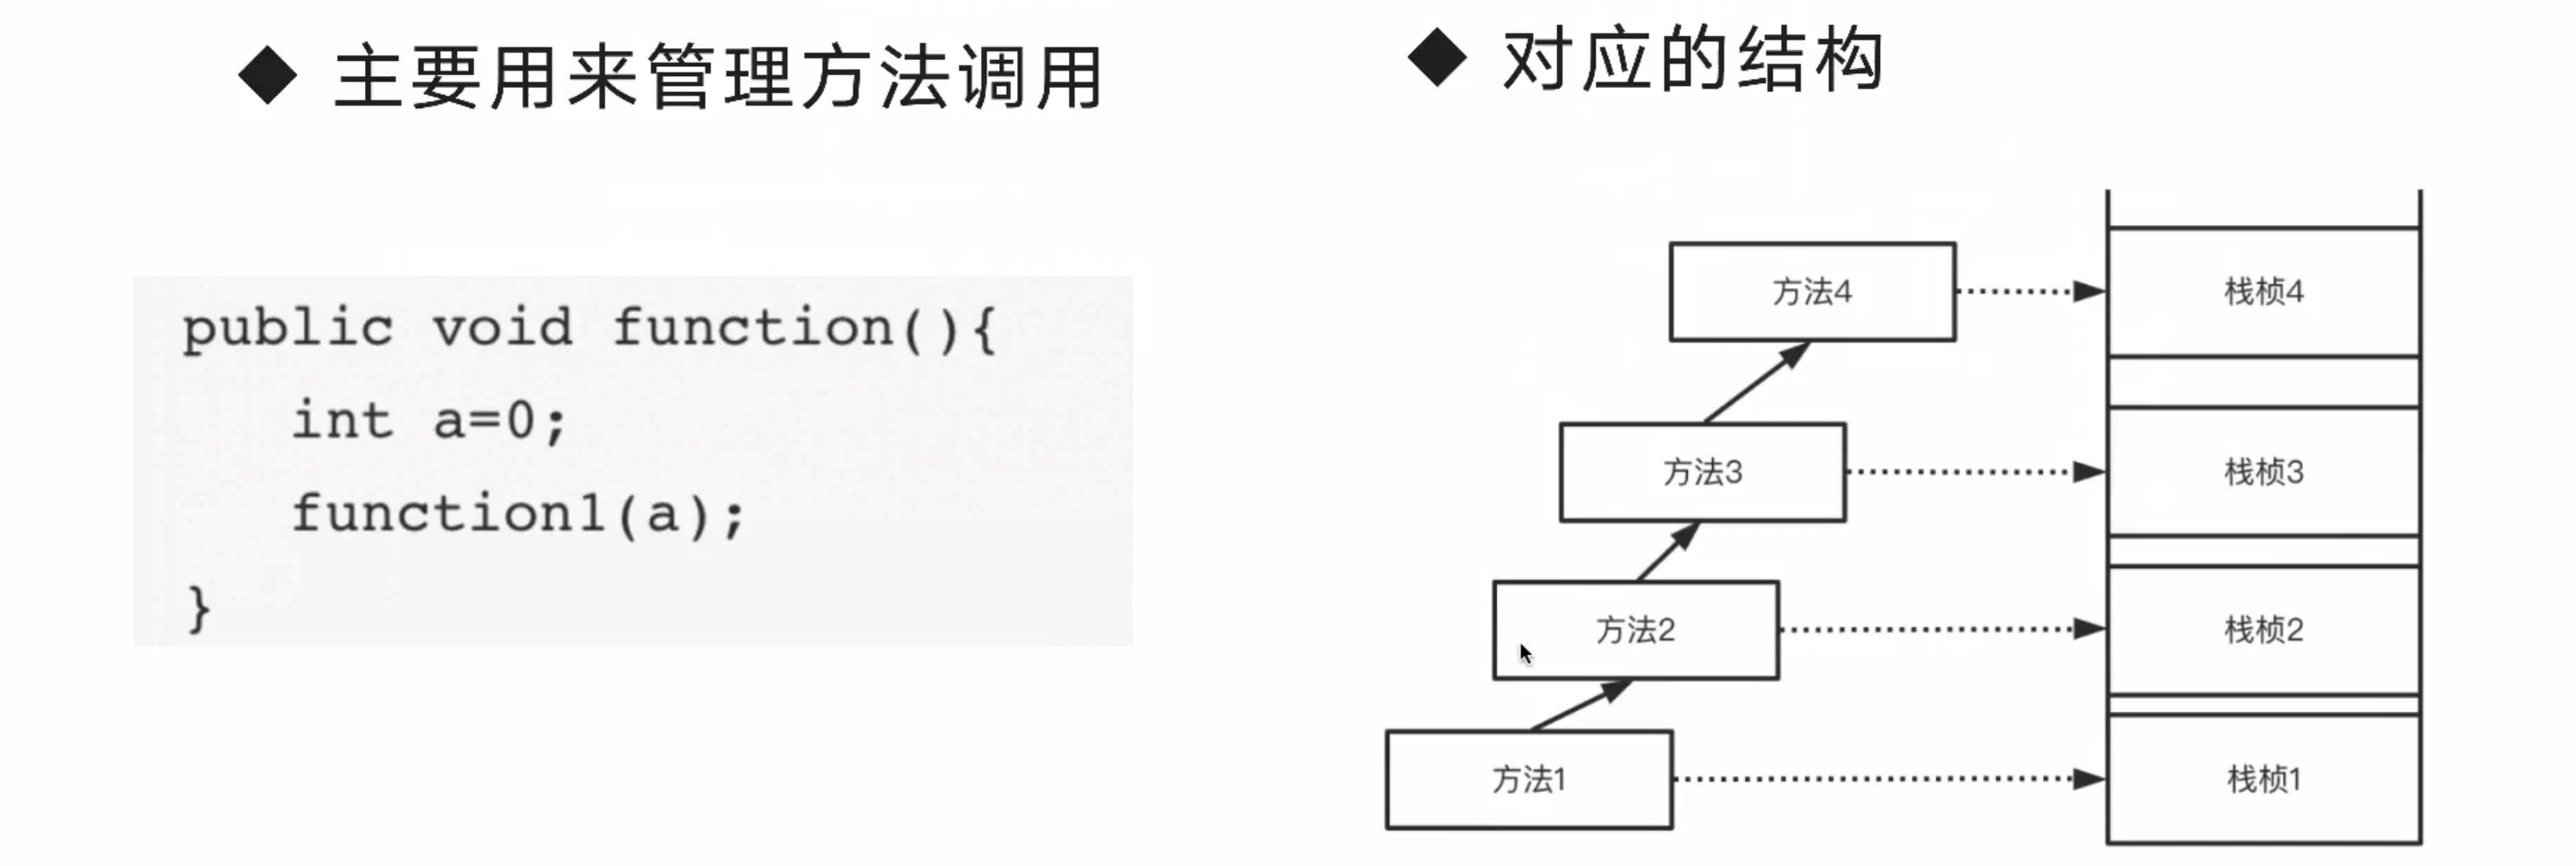 ◆ 主要用来管理方法调用
public void function(){
int a=0;
function1(a);
}
◆ 对应的结构
方法4
栈桢4
方法3
栈桢3
方法2
栈桢2
方法1
栈桢1